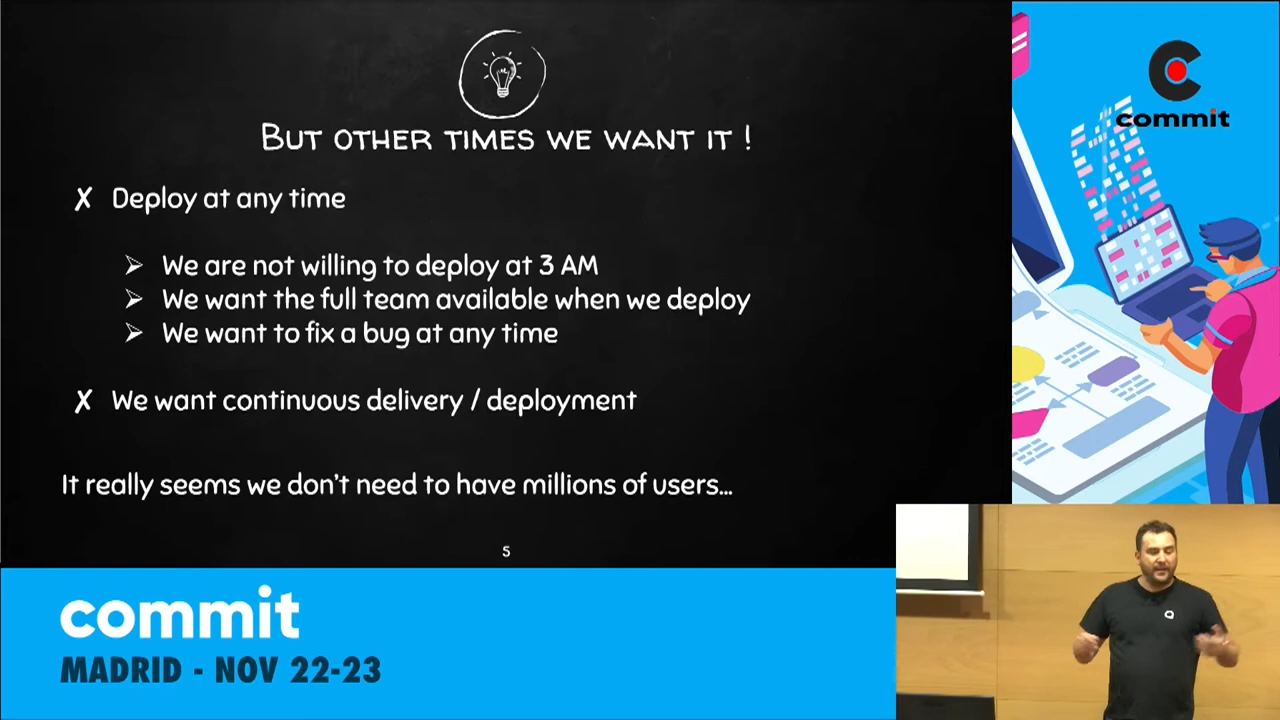 But other times we want it !
✗ Deploy at any time
➢ We are not willing to deploy at 3 AM
➢ We want the full team available when we deploy
➢ We want to fix a bug at any time
✗ We want continuous delivery / deployment
It really seems we don't need to have millions of users...
5
commit
commit
MADRID - NOV 22-23